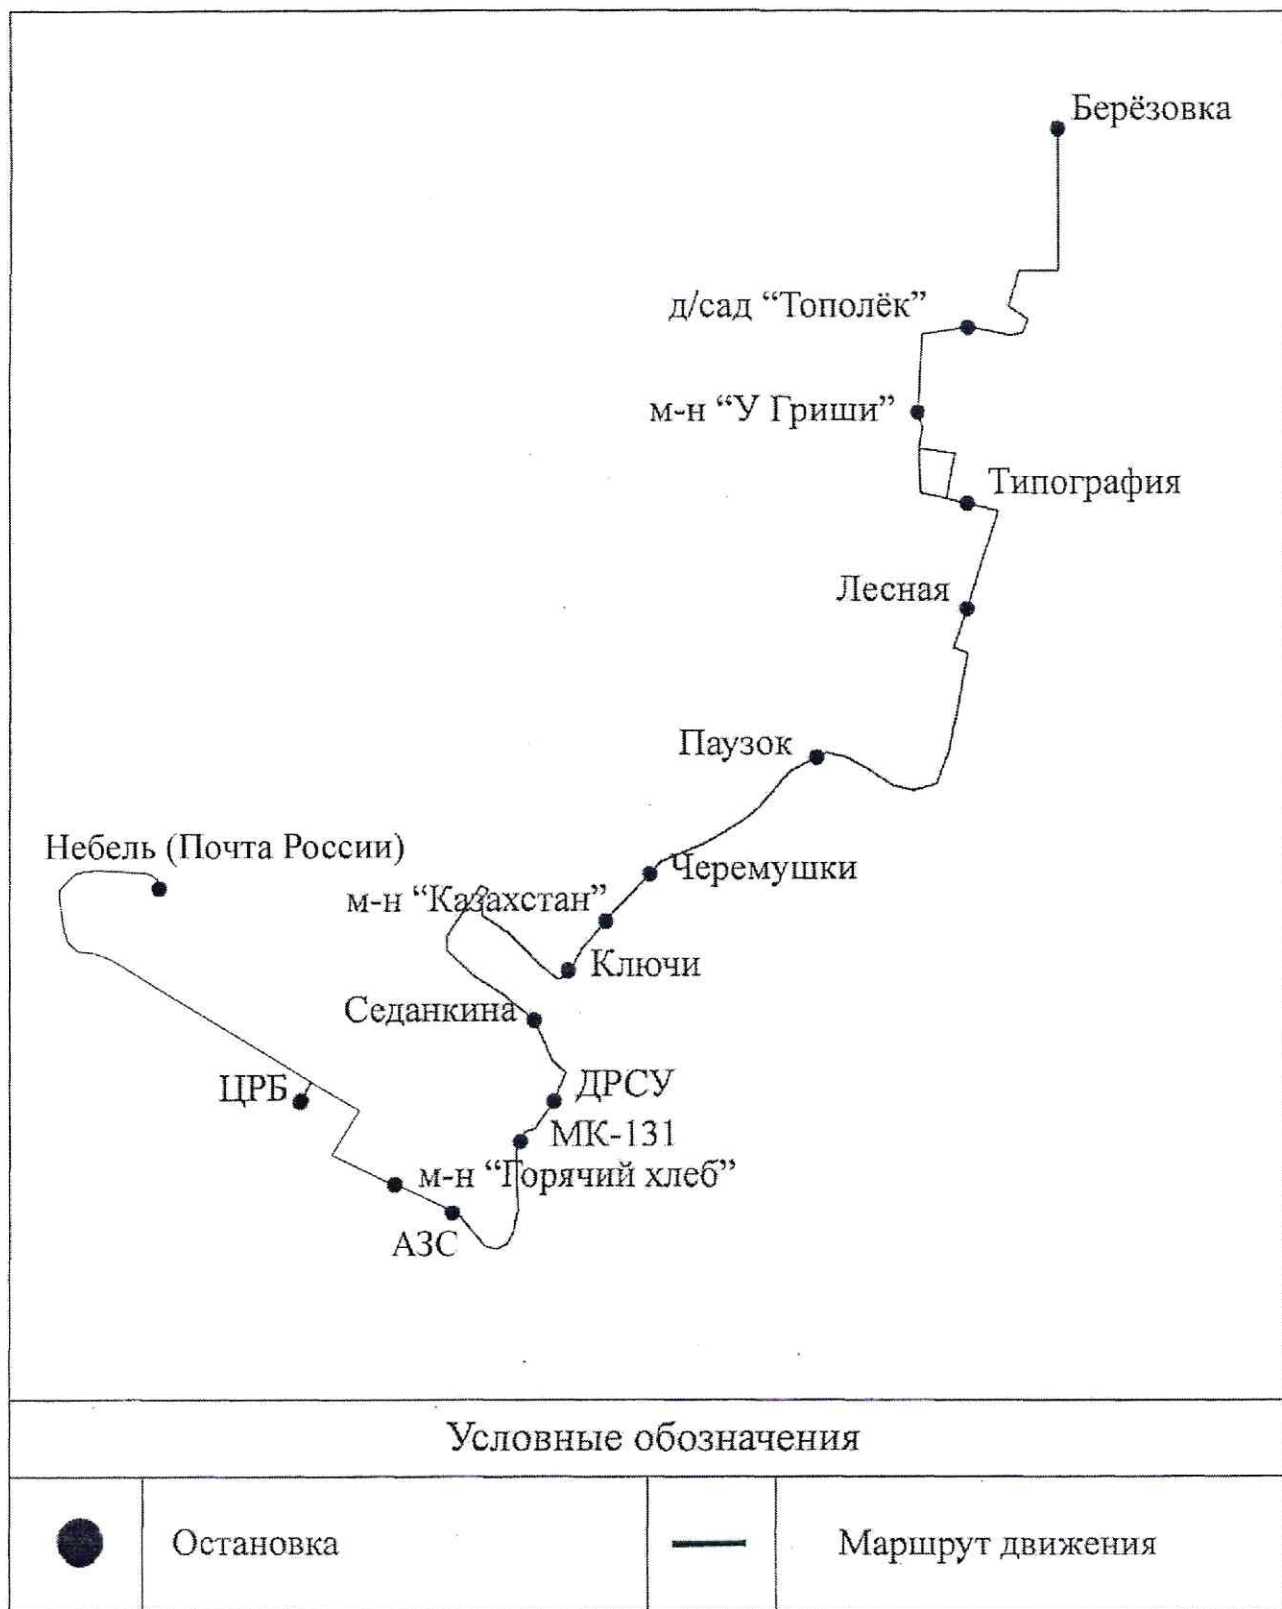 Берёзовка
д/сад “Тополёк”
м-н “У Гриши”
Типография
Лесная
Паузок
Небель (Почта России)
Черемушки
м-н “Казахстан”
Ключи
Седанкина
ЦРБ
ДРСУ
МК-131
м-н “Горячий хлеб”
АЗС
Условные обозначения
Остановка
Маршрут движения